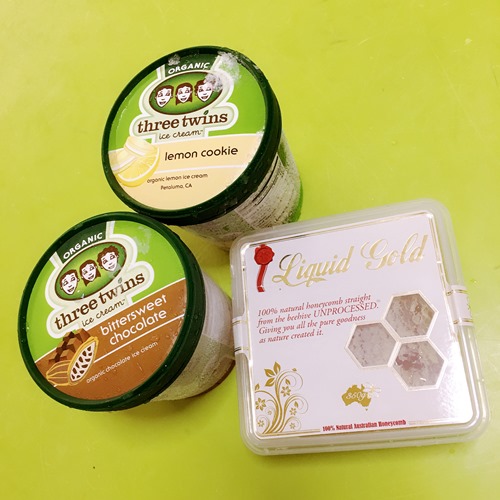 ORGANIC
three twins
ice cream™
lemon cookie
organic lemon ice cream
Petaluma, CA
ORGANIC
three twins
ice cream™
bittersweet
chocolate
organic chocolate ice cream
Liquid Gold
100% natural honeycomb straight
from the beehive UNPROCESSED.
Giving you all the pure goodness
as nature created it.
100% Natural Australian Honeycomb